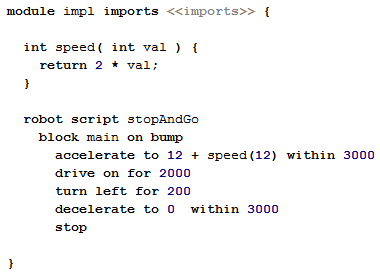 module impl imports <<imports>> {
int speed( int val ) {
return 2 * val;
}
robot script stopAndGo
block main on bump
accelerate to 12 + speed(12) within 3000
drive on for 2000
turn left for 200
decelerate to 0 within 3000
stop
}